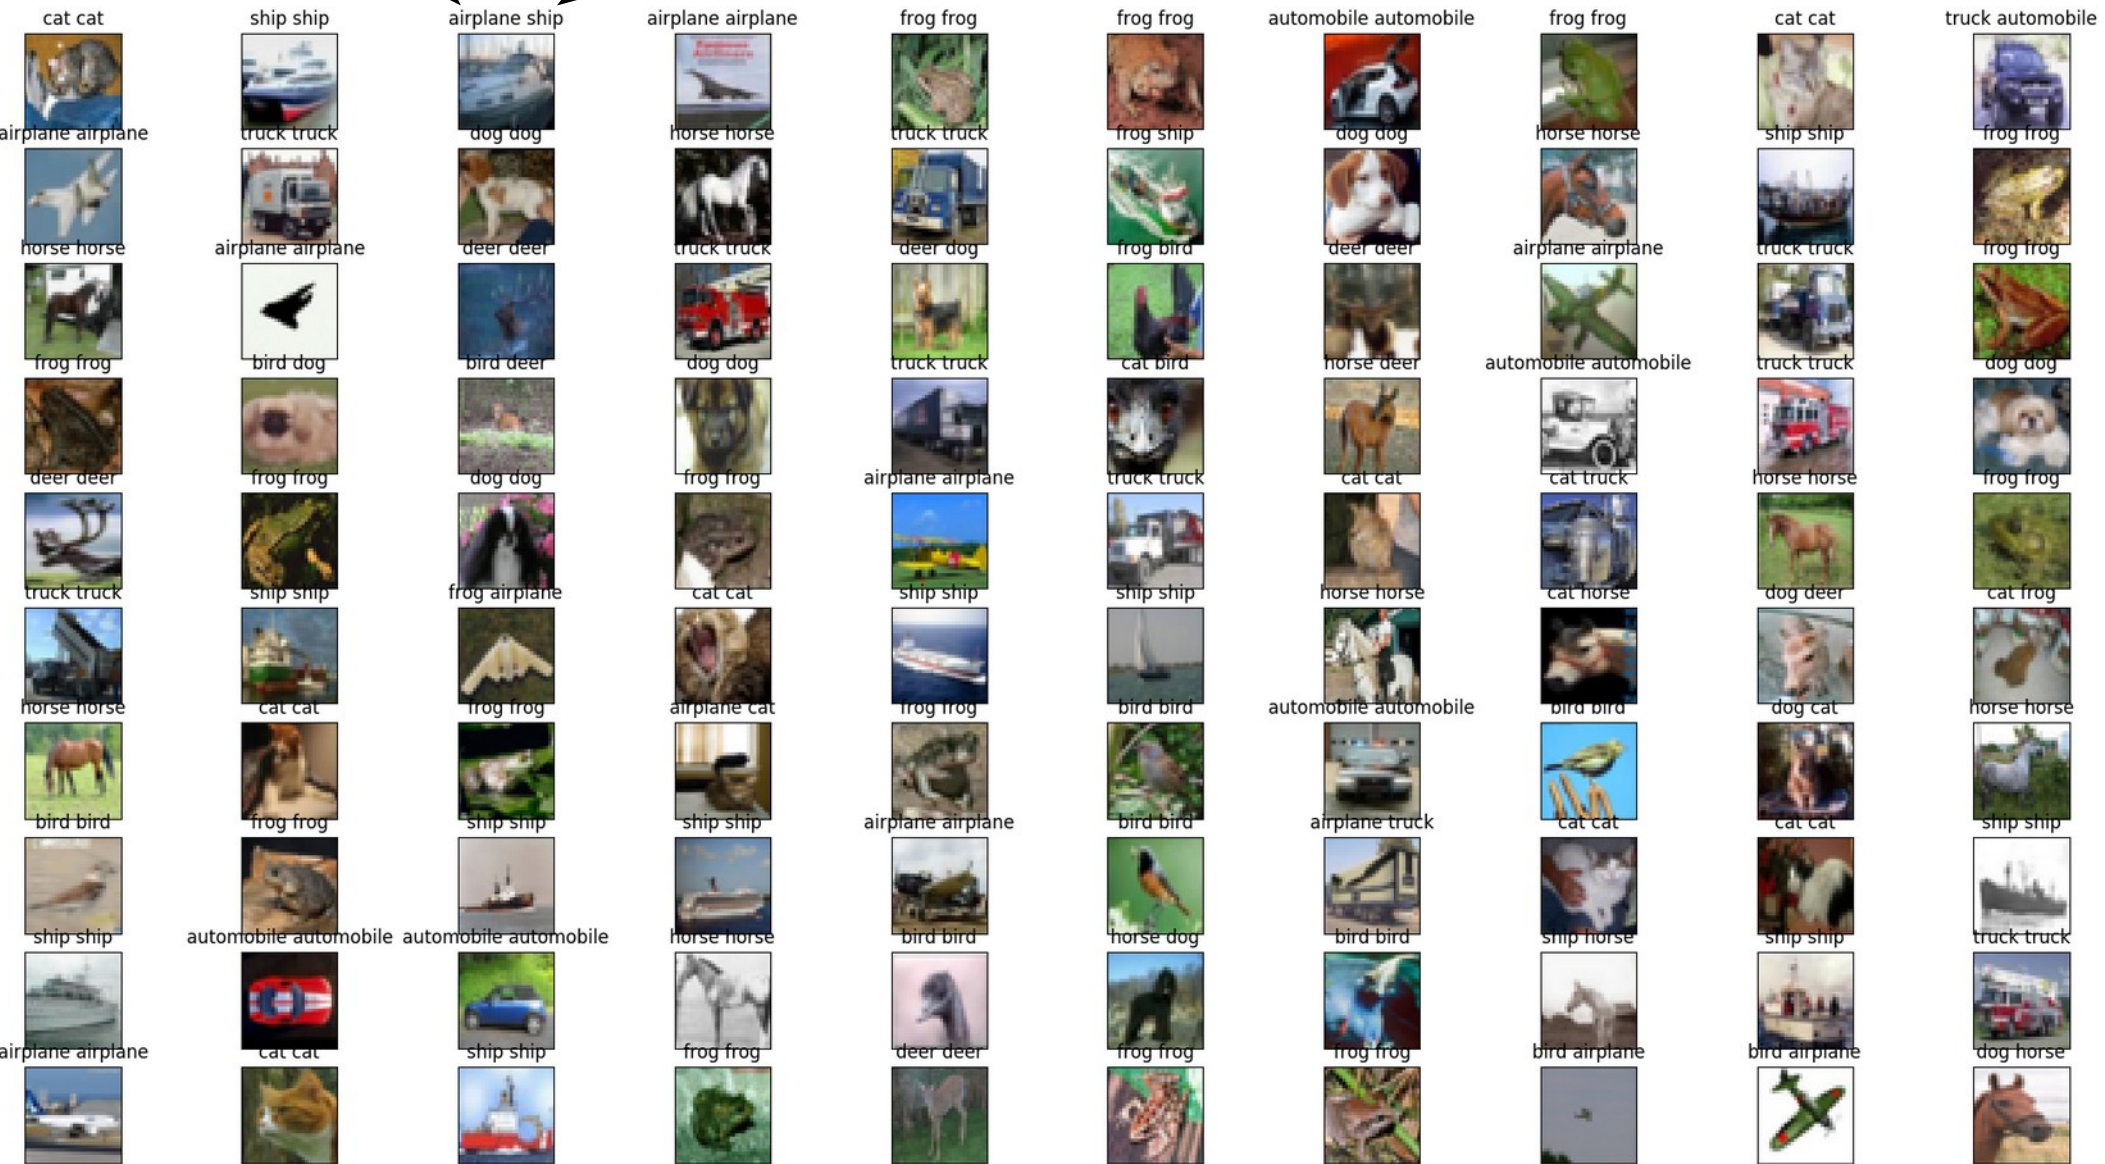 cat cat ship ship airplane ship airplane airplane frog frog frog frog automobile automobile frog frog cat cat truck automobile
airplane airplane truck truck dog dog horse horse truck truck frog ship dog dog horse horse ship ship frog frog
horse horse airplane airplane deer deer truck truck deer dog frog bird deer deer airplane airplane truck truck frog frog
frog frog bird dog bird deer dog dog truck truck cat bird horse deer automobile automobile truck truck dog dog
deer deer frog frog dog dog frog frog airplane airplane truck truck cat cat cat truck horse horse frog frog
truck truck ship ship frog airplane cat cat ship ship ship ship horse horse cat horse dog deer cat frog
horse horse cat cat frog frog airplane cat frog frog bird bird automobile automobile bird bird dog cat horse horse
bird bird frog frog ship ship ship ship airplane airplane bird bird airplane truck cat cat cat cat ship ship
ship ship automobile automobile automobile automobile horse horse bird bird horse dog bird bird ship horse ship ship truck truck
airplane airplane cat cat ship ship frog frog deer deer frog frog frog frog bird airplane bird airplane dog horse